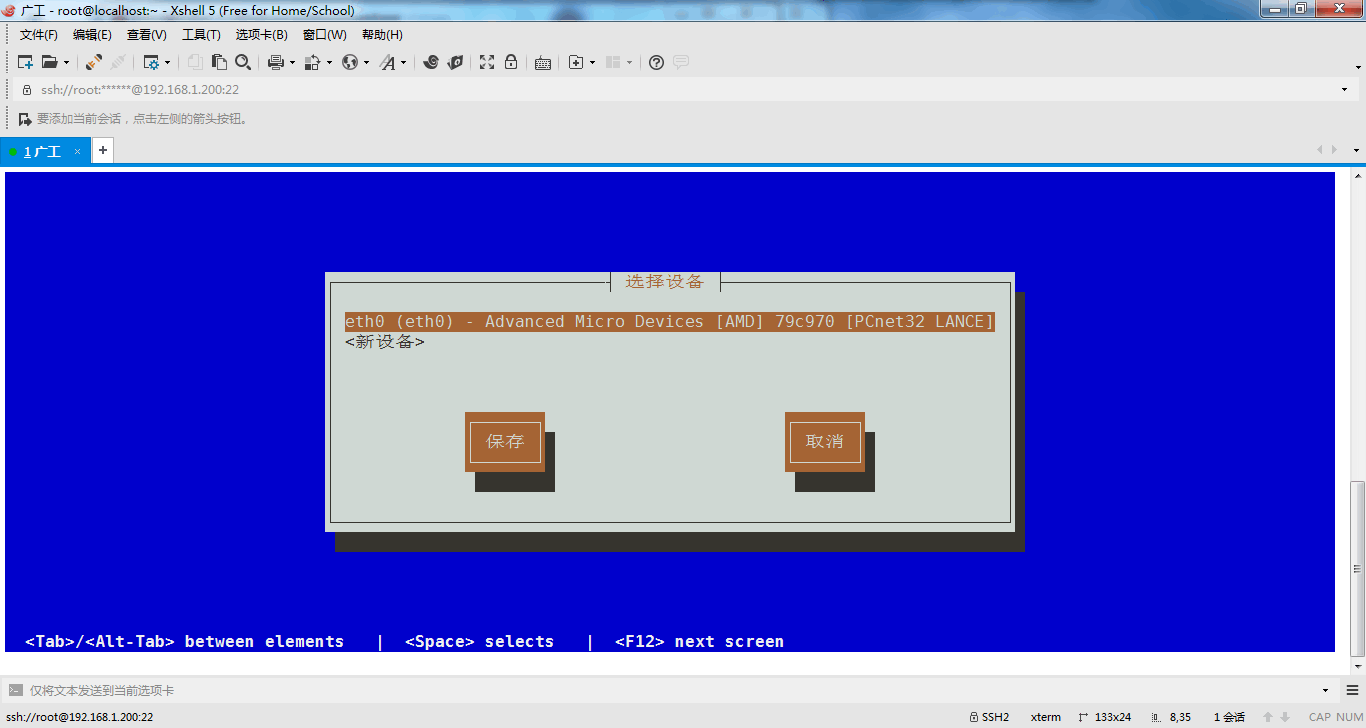 广工 - root@localhost:~ - Xshell 5 (Free for Home/School)
文件(F) 编辑(E) 查看(V) 工具(T) 选项卡(B) 窗口(W) 帮助(H)
ssh://root:******@192.168.1.200:22
要添加当前会话，点击左侧的箭头按钮。
1 广工 × +
选择设备
eth0 (eth0) - Advanced Micro Devices [AMD] 79c970 [PCnet32 LANCE]
<新设备>
保存 取消
<Tab>/<Alt-Tab> between elements | <Space> selects | <F12> next screen
仅将文本发送到当前选项卡
ssh://root@192.168.1.200:22 SSH2 xterm 133x24 8,35 1 会话 CAP NUM